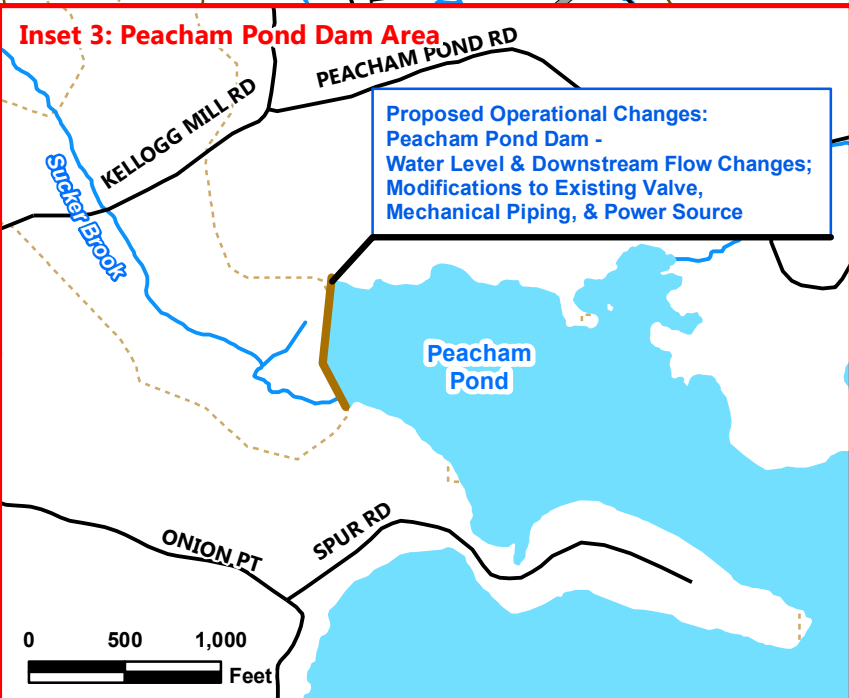 Inset 3: Peacham Pond Dam Area
PEACHAM POND RD
KELLOGG MILL RD
Proposed Operational Changes:
Peacham Pond Dam -
Water Level & Downstream Flow Changes;
Modifications to Existing Valve,
Mechanical Piping, & Power Source
Sucker Brook
Peacham
Pond
ONION PT
SPUR RD
0 500 1,000
Feet